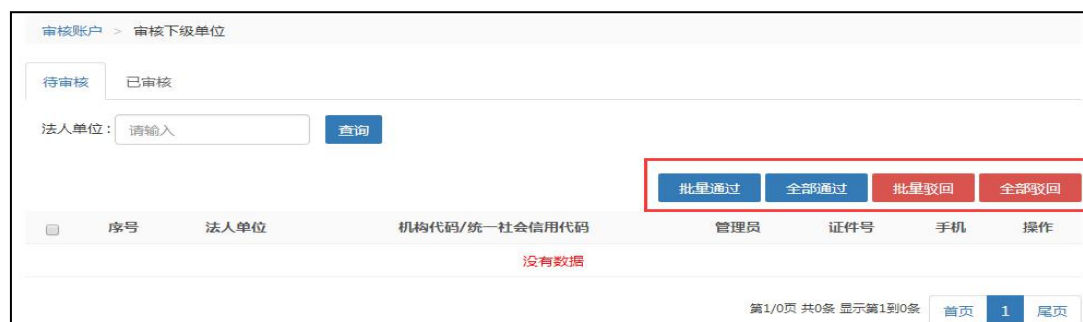 审核账户 > 审核下级单位
待审核 已审核
法人单位： 请输入 查询
批量通过 全部通过 批量驳回 全部驳回
序号 法人单位 机构代码/统一社会信用代码 管理员 证件号 手机 操作
没有数据
第1/0页 共0条 显示第1到0条 首页 1 尾页